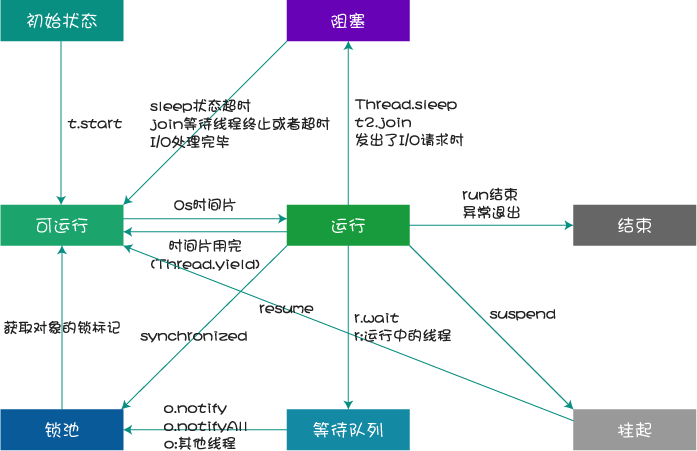 初始状态
阻塞
t.start
sleep状态超时
join等待线程终止或者超时
I/O处理完毕
Thread.sleep
t2.join
发出了I/O请求时
可运行
Os时间片
运行
run结束
异常退出
结束
时间片用完
(Thread.yield)
获取对象的锁标记
synchronized
resume
r.wait
r:运行中的线程
suspend
锁池
o.notify
o.notifyAll
o:其他线程
等待队列
挂起